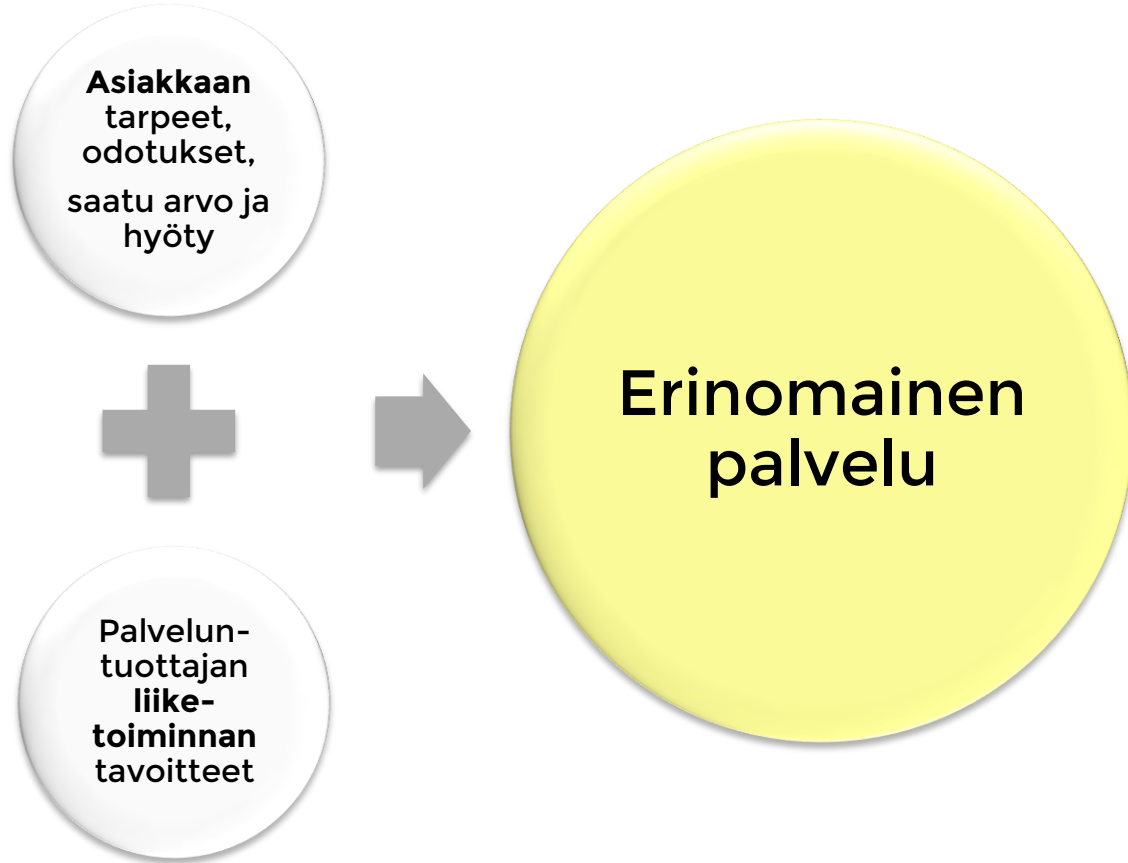 Asiakkaan
tarpeet,
odotukset,
saatu arvo ja
hyöty
Palvelun-
tuottajan
liike-
toiminnan
tavoitteet
Erinomainen
palvelu